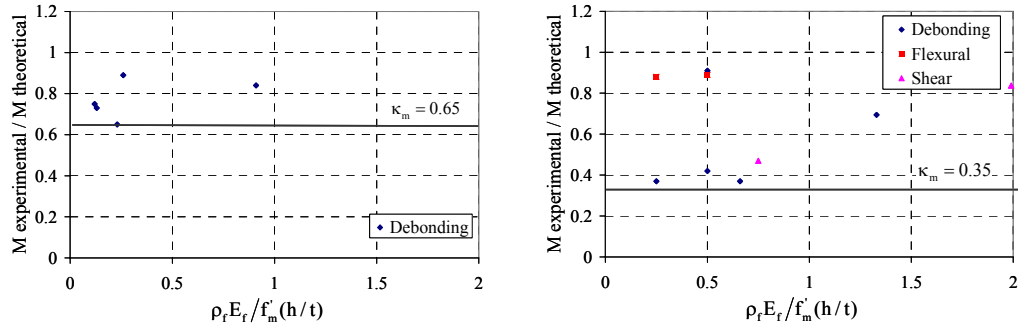 M experimental / M theoretical
1.2
1
0.8
0.6
0.4
0.2
0
κm = 0.65
Debonding
0
0.5
1
1.5
2
ρfEf/f'm(h/t)
M experimental / M theoretical
1.2
1
0.8
0.6
0.4
0.2
0
Debonding
Flexural
Shear
κm = 0.35
0
0.5
1
1.5
2
ρfEf/f'm(h/t)